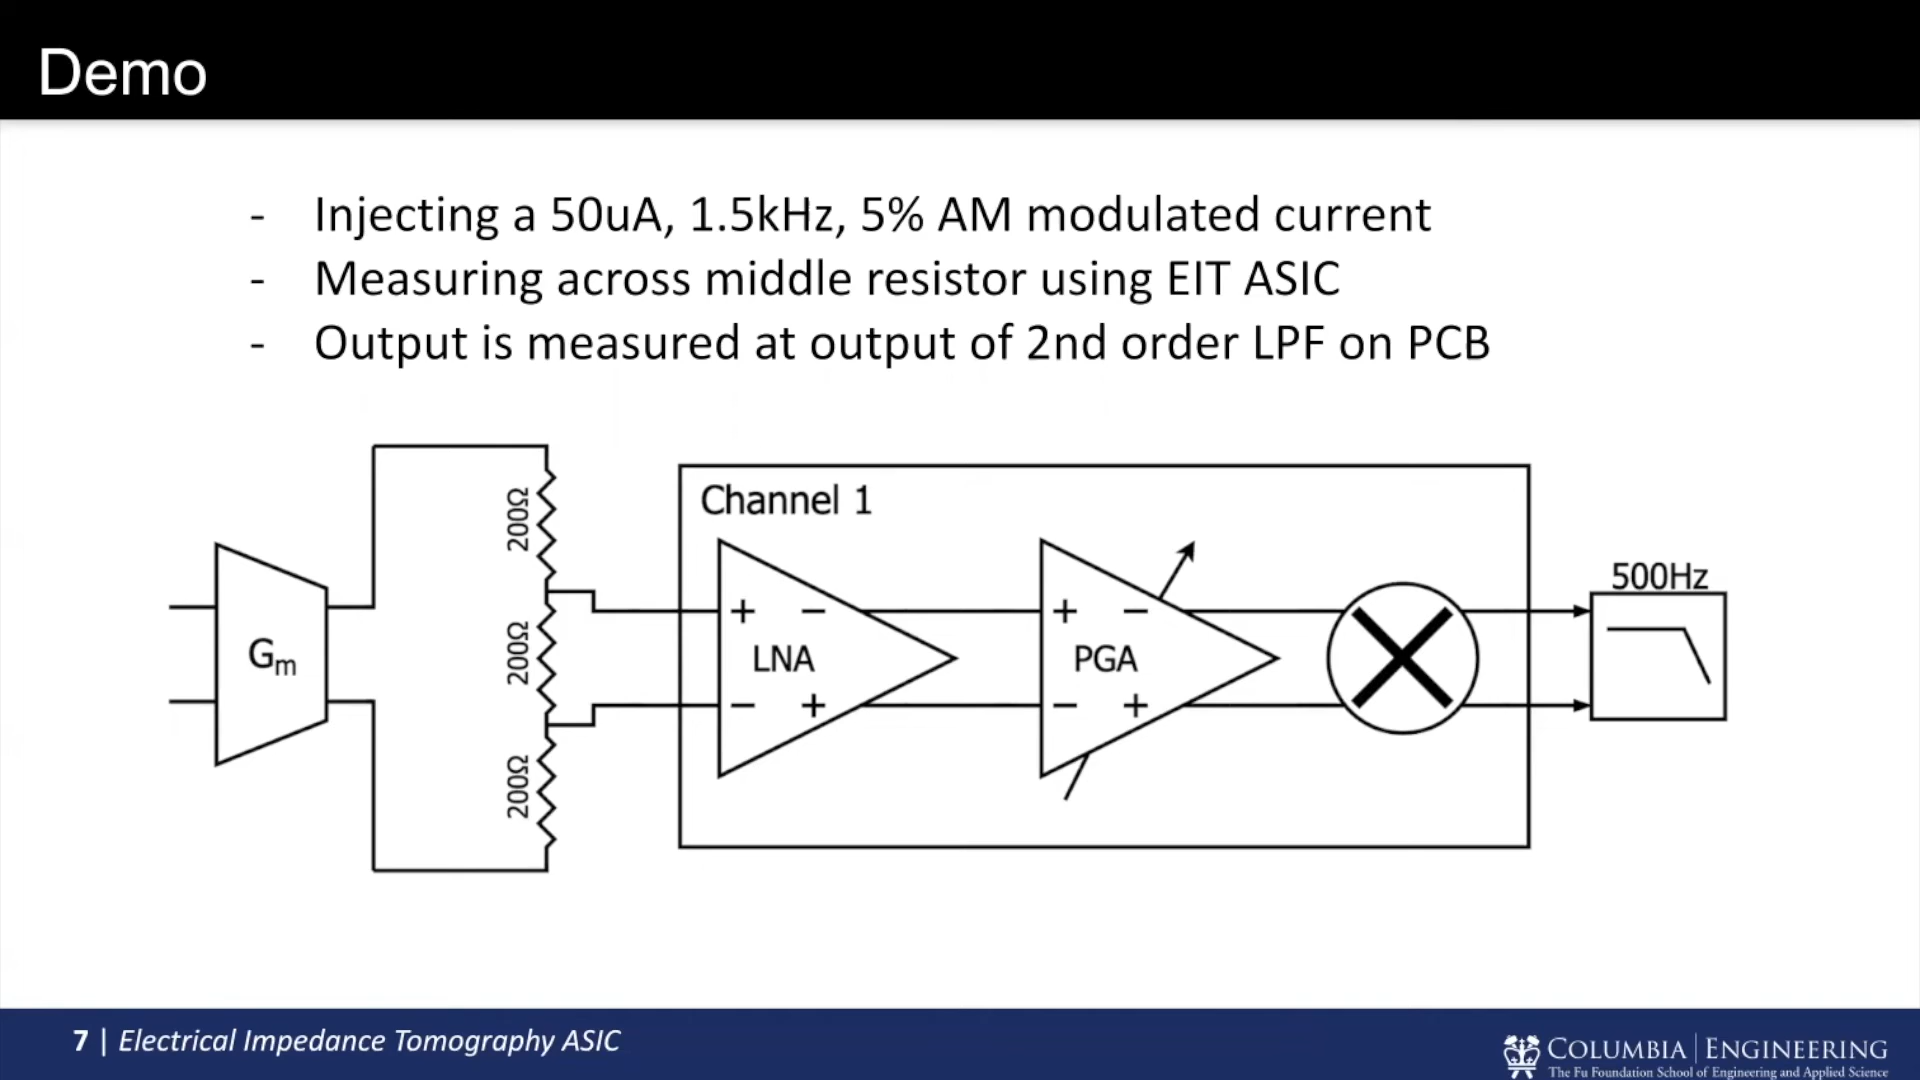 Demo
- Injecting a 50uA, 1.5kHz, 5% AM modulated current
- Measuring across middle resistor using EIT ASIC
- Output is measured at output of 2nd order LPF on PCB
Channel 1
200Ω
200Ω
200Ω
Gm
+ −
LNA
− +
+ −
PGA
− +
500Hz
7 | Electrical Impedance Tomography ASIC
COLUMBIA | ENGINEERING
The Fu Foundation School of Engineering and Applied Science